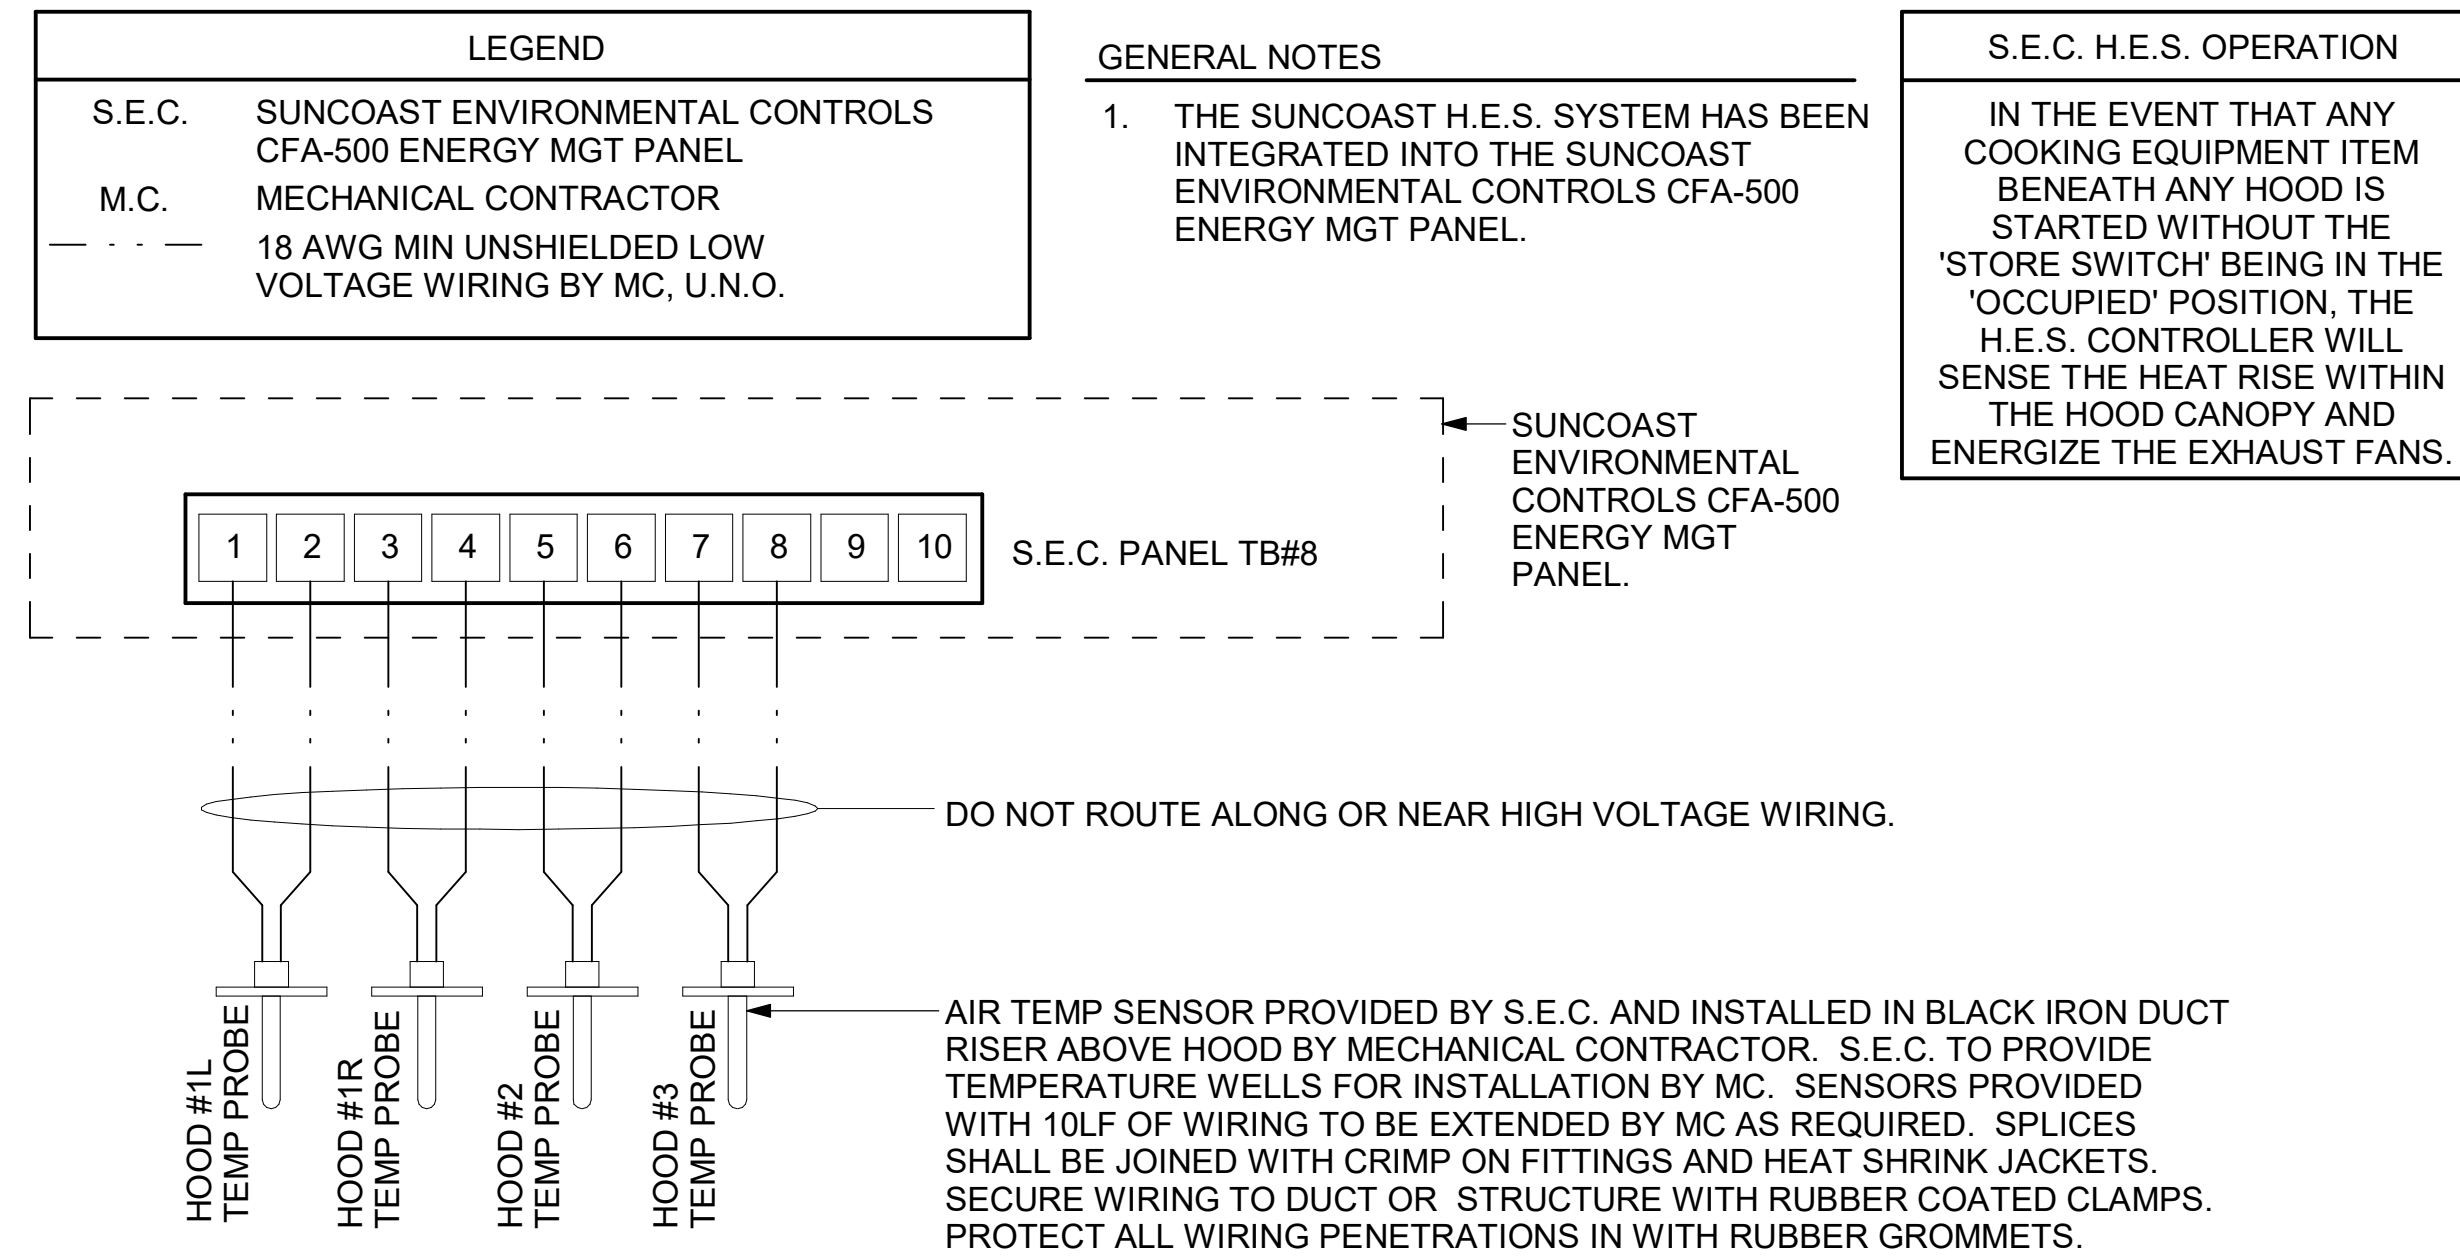 LEGEND
S.E.C. SUNCOAST ENVIRONMENTAL CONTROLS
CFA-500 ENERGY MGT PANEL
M.C. MECHANICAL CONTRACTOR
18 AWG MIN UNSHIELDED LOW
VOLTAGE WIRING BY MC, U.N.O.
GENERAL NOTES
1. THE SUNCOAST H.E.S. SYSTEM HAS BEEN
INTEGRATED INTO THE SUNCOAST
ENVIRONMENTAL CONTROLS CFA-500
ENERGY MGT PANEL.
S.E.C. H.E.S. OPERATION
IN THE EVENT THAT ANY
COOKING EQUIPMENT ITEM
BENEATH ANY HOOD IS
STARTED WITHOUT THE
'STORE SWITCH' BEING IN THE
'OCCUPIED' POSITION, THE
H.E.S. CONTROLLER WILL
SENSE THE HEAT RISE WITHIN
THE HOOD CANOPY AND
ENERGIZE THE EXHAUST FANS.
SUNCOAST
ENVIRONMENTAL
CONTROLS CFA-500
ENERGY MGT
PANEL.
1 2 3 4 5 6 7 8 9 10
S.E.C. PANEL TB#8
DO NOT ROUTE ALONG OR NEAR HIGH VOLTAGE WIRING.
HOOD #1L
TEMP PROBE
HOOD #1R
TEMP PROBE
HOOD #2
TEMP PROBE
HOOD #3
TEMP PROBE
AIR TEMP SENSOR PROVIDED BY S.E.C. AND INSTALLED IN BLACK IRON DUCT
RISER ABOVE HOOD BY MECHANICAL CONTRACTOR. S.E.C. TO PROVIDE
TEMPERATURE WELLS FOR INSTALLATION BY MC. SENSORS PROVIDED
WITH 10LF OF WIRING TO BE EXTENDED BY MC AS REQUIRED. SPLICES
SHALL BE JOINED WITH CRIMP ON FITTINGS AND HEAT SHRINK JACKETS.
SECURE WIRING TO DUCT OR STRUCTURE WITH RUBBER COATED CLAMPS.
PROTECT ALL WIRING PENETRATIONS IN WITH RUBBER GROMMETS.